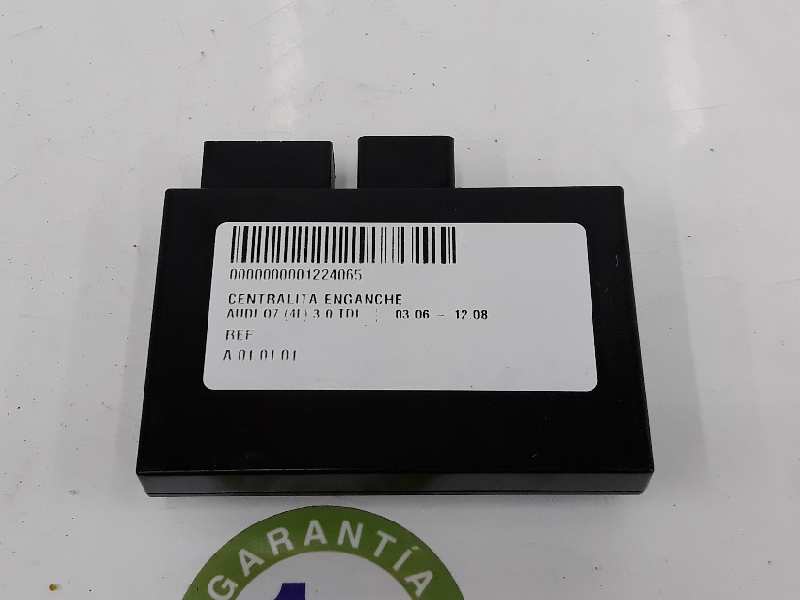 0000000001224065
CENTRALITA ENGANCHE
AUDI Q7 (4L) 3.0 TDI | 03.06 - 12.08
REF
A 01 01 01
GARANTÍA